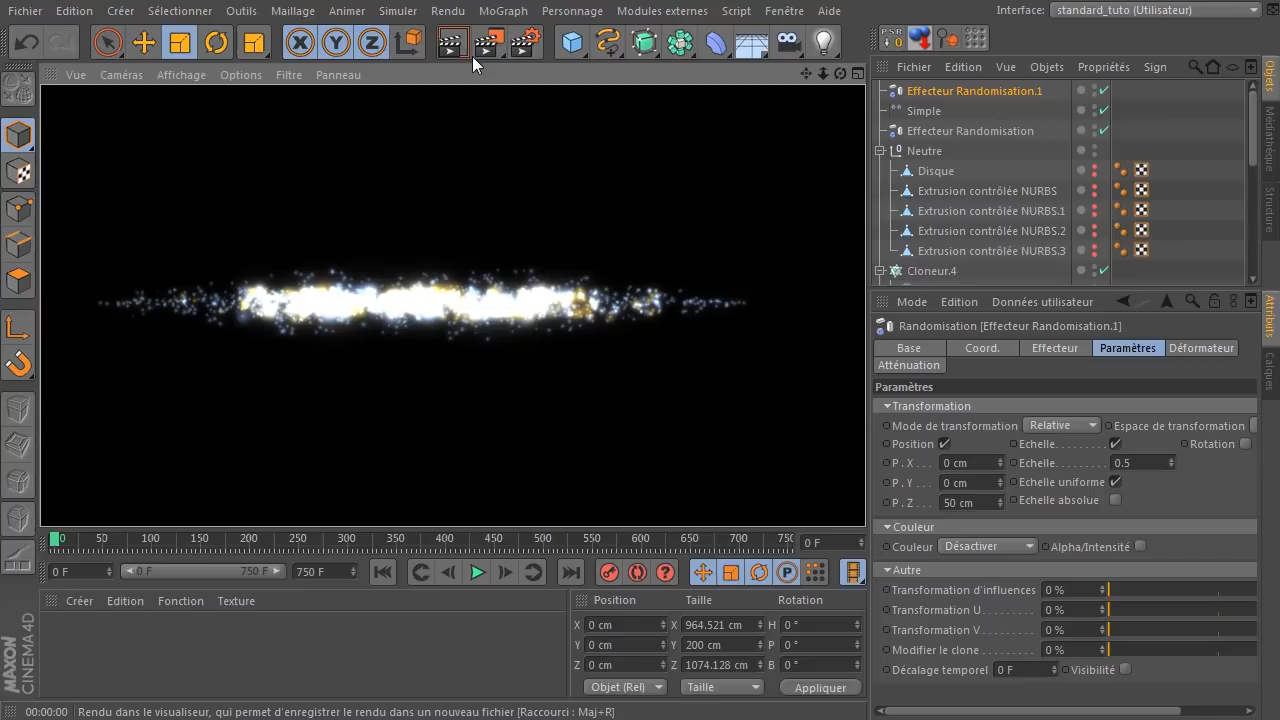 Fichier Edition Créer Sélectionner Outils Maillage Animer Simuler Rendu MoGraph Personnage Modules externes Script Fenêtre Aide Interface: standard_tuto (Utilisateur)
X Y Z PSR 0
Vue Caméras Affichage Options Filtre Panneau
Fichier Edition Vue Objets Propriétés Sign
Effecteur Randomisation.1
Simple
Effecteur Randomisation
Neutre
Disque
Extrusion contrôlée NURBS
Extrusion contrôlée NURBS.1
Extrusion contrôlée NURBS.2
Extrusion contrôlée NURBS.3
Cloneur.4
Objets
Médiathèque
Structure
Mode Edition Données utilisateur
Attributs
Calques
Randomisation [Effecteur Randomisation.1]
Base Coord. Effecteur Paramètres Déformateur
Atténuation
Paramètres
Transformation
Mode de transformation Relative Espace de transformation
Position Echelle Rotation
P . X 0 cm Echelle 0.5
P . Y 0 cm Echelle uniforme
P . Z 50 cm Echelle absolue
Couleur
Couleur Désactiver Alpha/Intensité
Autre
Transformation d'influences 0 %
Transformation U 0 %
Transformation V 0 %
Modifier le clone 0 %
Décalage temporel 0 F Visibilité
0 50 100 150 200 250 300 350 400 450 500 550 600 650 700 750 0 F
0 F 0 F 750 F 750 F
Créer Edition Fonction Texture
Position Taille Rotation
X 0 cm X 964.521 cm H 0 °
Y 0 cm Y 200 cm P 0 °
Z 0 cm Z 1074.128 cm B 0 °
Objet (Rel) Taille Appliquer
MAXON CINEMA 4D
00:00:00 Rendu dans le visualiseur, qui permet d'enregistrer le rendu dans un nouveau fichier [Raccourci : Maj+R]